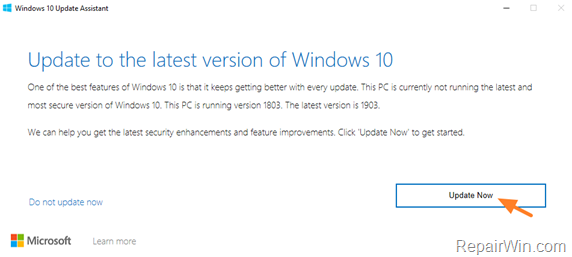 Windows 10 Update Assistant
Update to the latest version of Windows 10
One of the best features of Windows 10 is that it keeps getting better with every update. This PC is currently not running the latest and
most secure version of Windows 10. This PC is running version 1803. The latest version is 1903.
We can help you get the latest security enhancements and feature improvements. Click 'Update Now' to get started.
Do not update now
Update Now
Microsoft
Learn more
RepairWin.com